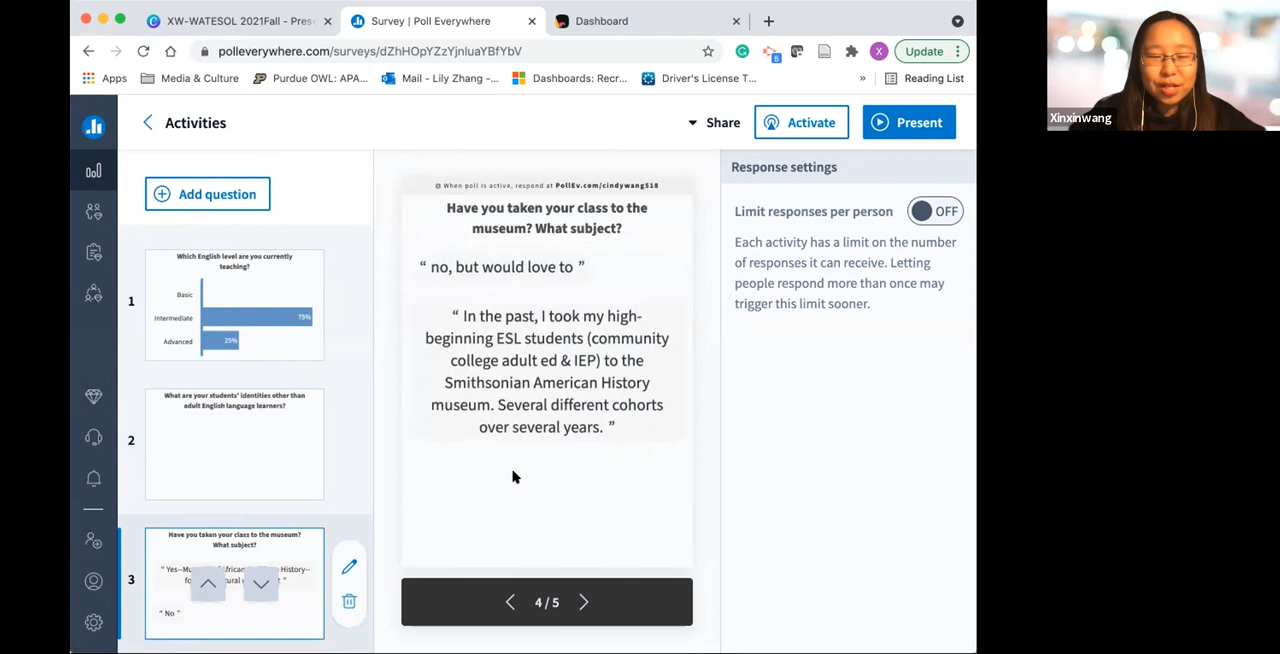 XW-WATESOL 2021Fall - Prese
Survey | Poll Everywhere
Dashboard
polleverywhere.com/surveys/dZhHOpYZzYjnluaYBfYbV
Update
Apps
Media & Culture
Purdue OWL: APA...
Mail - Lily Zhang -...
Dashboards: Recr...
Driver's License T...
»
Reading List
Activities
Share
Activate
Present
Add question
Which English level are you currently
teaching?
Basic
Intermediate 75%
Advanced 25%
1
What are your students' identities other than
adult English language learners?
2
Have you taken your class to the museum?
What subject?
" No "
3
When poll is active, respond at PollEv.com/cindywang518
Have you taken your class to the
museum? What subject?
“ no, but would love to ”
“ In the past, I took my high-
beginning ESL students (community
college adult ed & IEP) to the
Smithsonian American History
museum. Several different cohorts
over several years. ”
4 / 5
Response settings
Limit responses per person OFF
Each activity has a limit on the number
of responses it can receive. Letting
people respond more than once may
trigger this limit sooner.
Xinxinwang